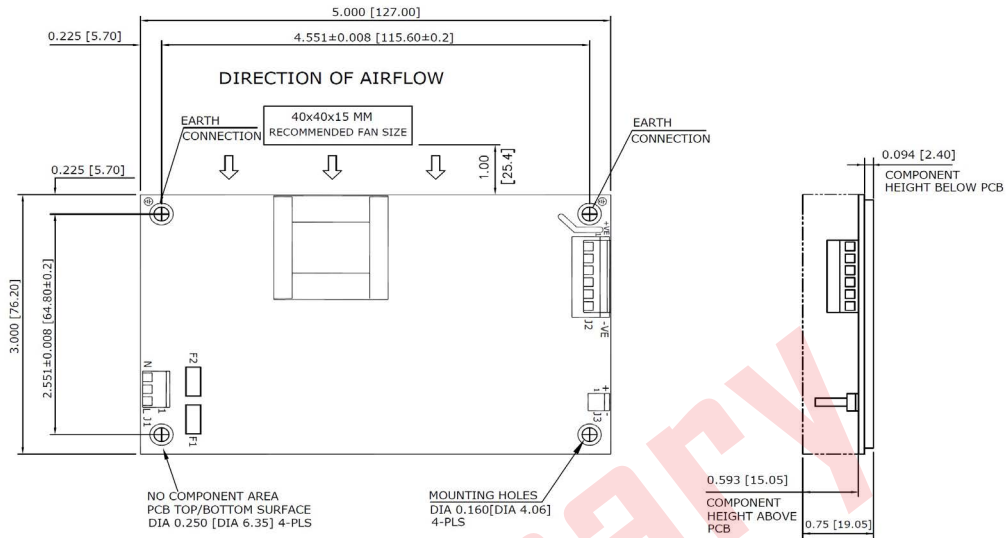 5.000 [127.00]
0.225 [5.70]
4.551±0.008 [115.60±0.2]
DIRECTION OF AIRFLOW
40x40x15 MM
RECOMMENDED FAN SIZE
EARTH
CONNECTION
EARTH
CONNECTION
1.00
[25.4]
0.225 [5.70]
0.094 [2.40]
COMPONENT
HEIGHT BELOW PCB
3.000 [76.20]
2.551±0.008 [64.80±0.2]
+VE
1
J2
-VE
N
L
J1
1
F2
F1
+
1
-
J3
NO COMPONENT AREA
PCB TOP/BOTTOM SURFACE
DIA 0.250 [DIA 6.35] 4-PLS
MOUNTING HOLES
DIA 0.160[DIA 4.06]
4-PLS
0.593 [15.05]
COMPONENT
HEIGHT ABOVE
PCB
0.75 [19.05]
iary